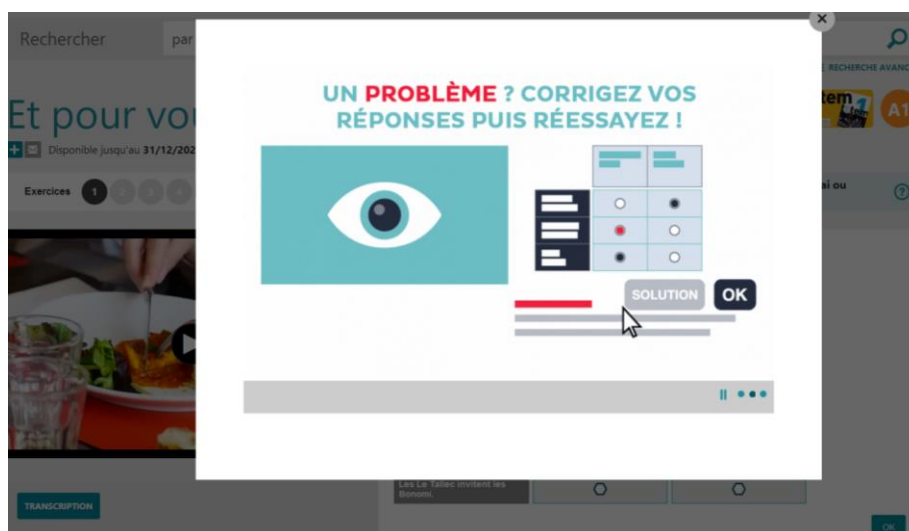 Rechercher
par
RECHERCHE AVANC
Et pour vou
A1
Disponible jusqu'au 31/12/202
Exercices 1 2 3 4
ai ou
?
UN PROBLÈME ? CORRIGEZ VOS
RÉPONSES PUIS RÉESSAYEZ !
SOLUTION OK
TRANSCRIPTION
Les Le Tallec invitent les
Bonomi.
OK